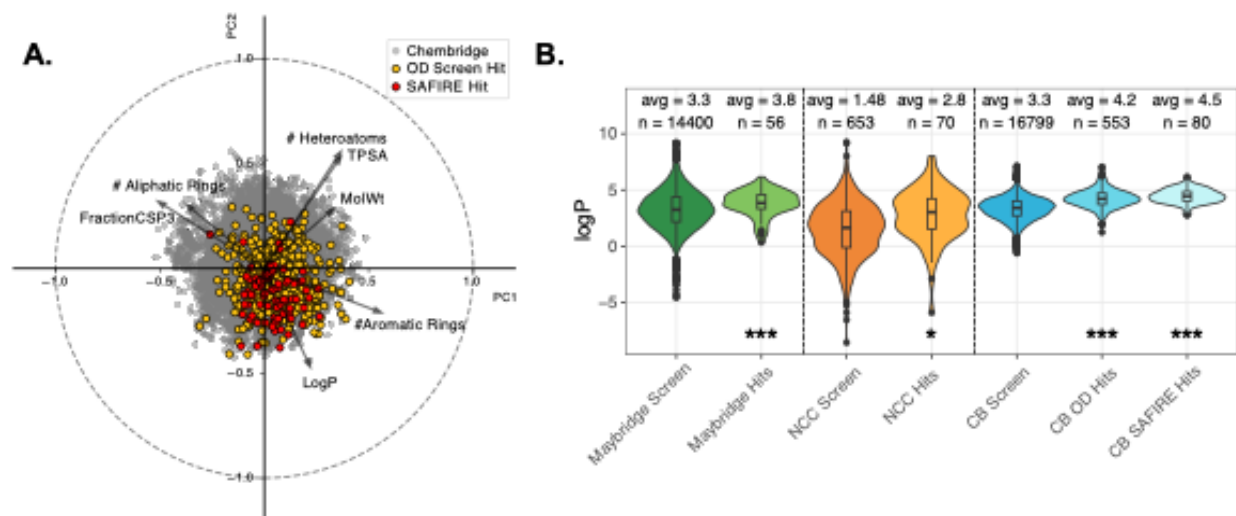 A.
PC2
1.0
Chembridge
OD Screen Hit
SAFIRE Hit
# Heteroatoms
TPSA
0.5
# Aliphatic Rings
MolWt
FractionCSP3
-1.0
-0.5
0.5
1.0
PC1
#Aromatic Rings
-0.5
LogP
-1.0
B.
avg = 3.3 avg = 3.8 avg = 1.48 avg = 2.8 avg = 3.3 avg = 4.2 avg = 4.5
n = 14400 n = 56 n = 653 n = 70 n = 16799 n = 553 n = 80
10
5
0
-5
logP
*** * *** ***
Maybridge Screen
Maybridge Hits
NCC Screen
NCC Hits
CB Screen
CB OD Hits
CB SAFIRE Hits